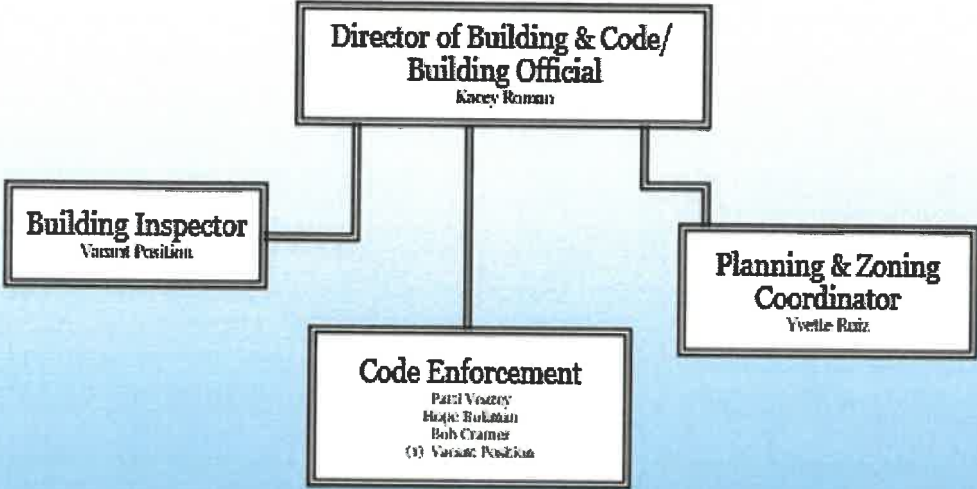 Director of Building & Code/
Building Official
Kacey Roman
Building Inspector
Vacant Position
Planning & Zoning
Coordinator
Yvette Ruiz
Code Enforcement
Patti
Hope
Bob Cramer
(1) Vacant Position